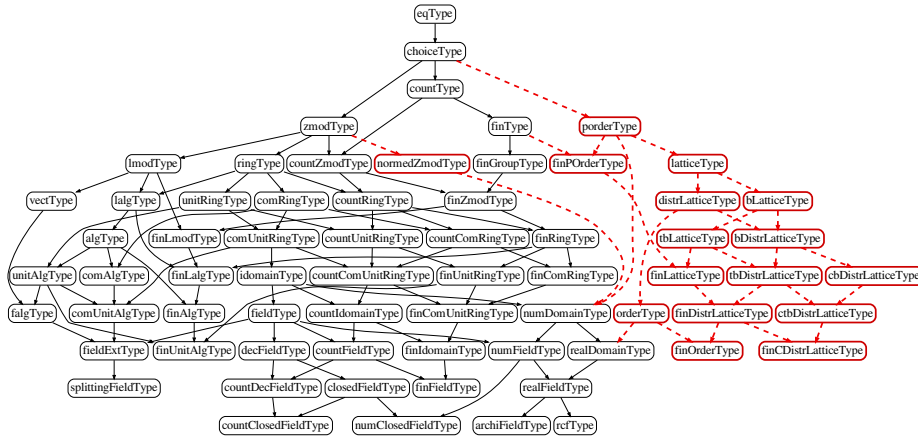 eqType
choiceType
countType
zmodType
finType
porderType
lmodType
ringType
countZmodType
normedZmodType
finGroupType
finPOrderType
latticeType
vectType
lalgType
unitRingType
comRingType
countRingType
finZmodType
distrLatticeType
bLatticeType
algType
finLmodType
comUnitRingType
countUnitRingType
countComRingType
finRingType
tbLatticeType
bDistrLatticeType
unitAlgType
comAlgType
finLalgType
idomainType
countComUnitRingType
finUnitRingType
finComRingType
finLatticeType
tbDistrLatticeType
cbDistrLatticeType
falgType
comUnitAlgType
finAlgType
fieldType
countIdomainType
finComUnitRingType
numDomainType
orderType
finDistrLatticeType
ctbDistrLatticeType
fieldExtType
finUnitAlgType
decFieldType
countFieldType
finIdomainType
numFieldType
realDomainType
finOrderType
finCDistrLatticeType
splittingFieldType
countDecFieldType
closedFieldType
finFieldType
realFieldType
countClosedFieldType
numClosedFieldType
archiFieldType
rcfType